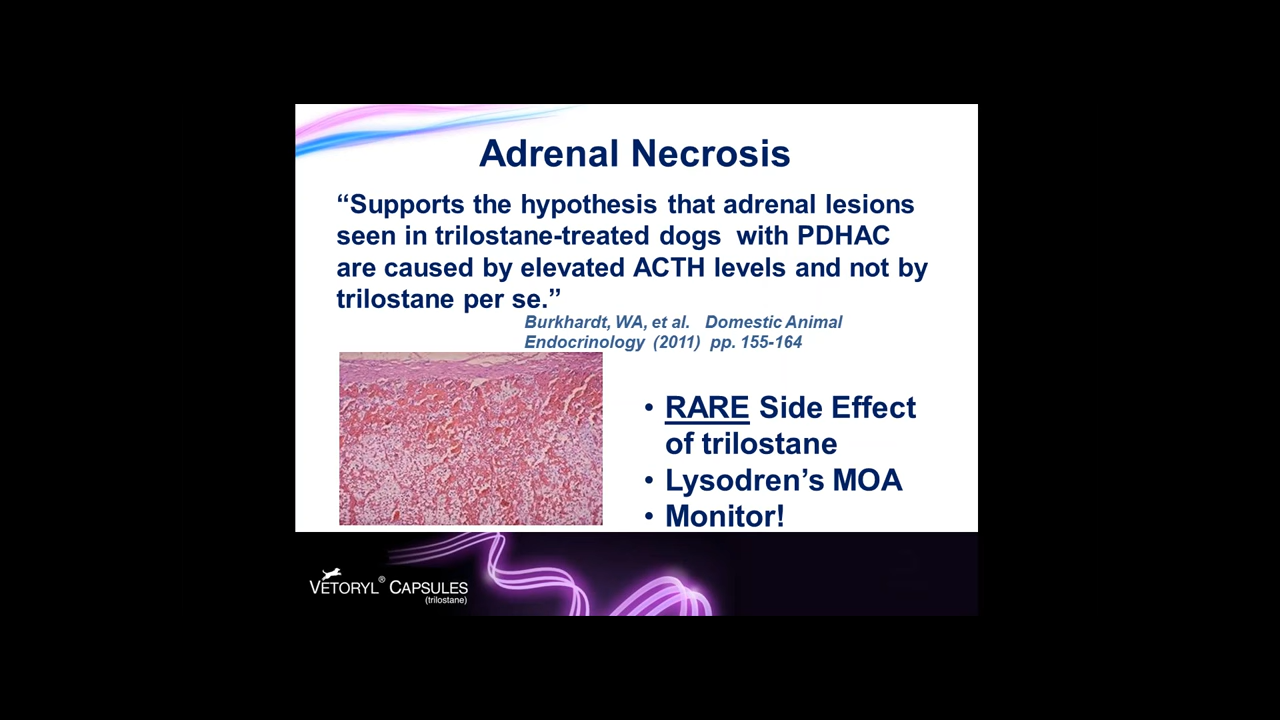 Adrenal Necrosis
“Supports the hypothesis that adrenal lesions
seen in trilostane-treated dogs with PDHAC
are caused by elevated ACTH levels and not by
trilostane per se.”
Burkhardt, WA, et al. Domestic Animal
Endocrinology (2011) pp. 155-164
• RARE Side Effect
of trilostane
• Lysodren’s MOA
• Monitor!
VETORYL® CAPSULES
(trilostane)